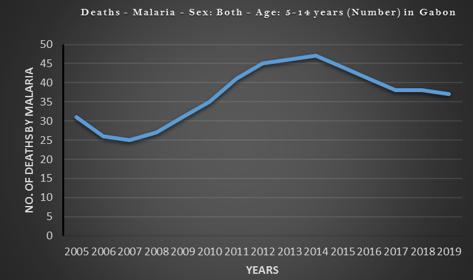 Deaths - Malaria - Sex: Both - Age: 5-14 years (Number) in Gabon
50
45
40
35
30
25
20
15
10
5
0
NO. OF DEATHS BY MALARIA
2005 2006 2007 2008 2009 2010 2011 2012 2013 2014 2015 2016 2017 2018 2019
YEARS